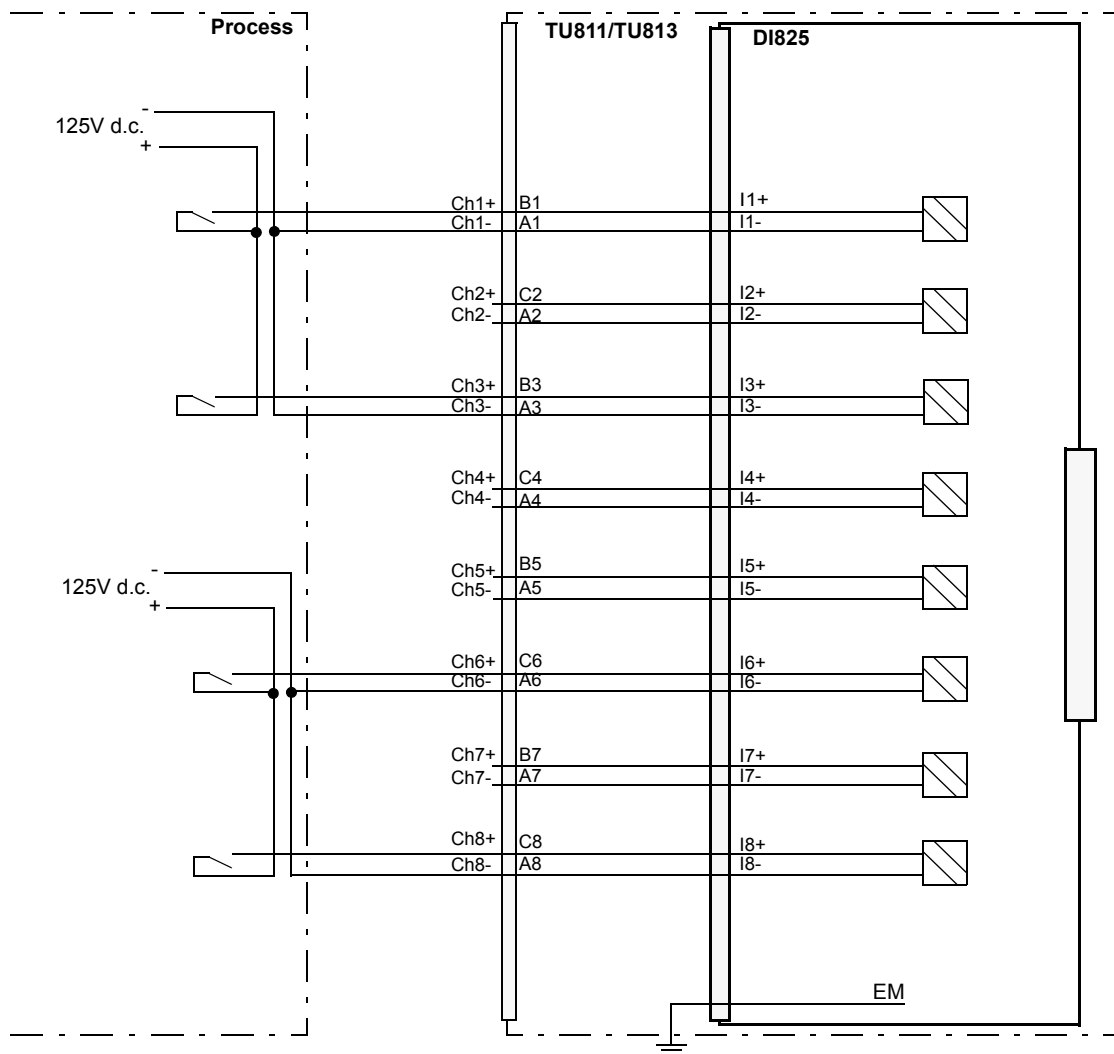 Process
TU811/TU813
DI825
-
125V d.c.
+
Ch1+ B1 I1+
Ch1- A1 I1-
Ch2+ C2 I2+
Ch2- A2 I2-
Ch3+ B3 I3+
Ch3- A3 I3-
Ch4+ C4 I4+
Ch4- A4 I4-
-
125V d.c.
+
Ch5+ B5 I5+
Ch5- A5 I5-
Ch6+ C6 I6+
Ch6- A6 I6-
Ch7+ B7 I7+
Ch7- A7 I7-
Ch8+ C8 I8+
Ch8- A8 I8-
EM